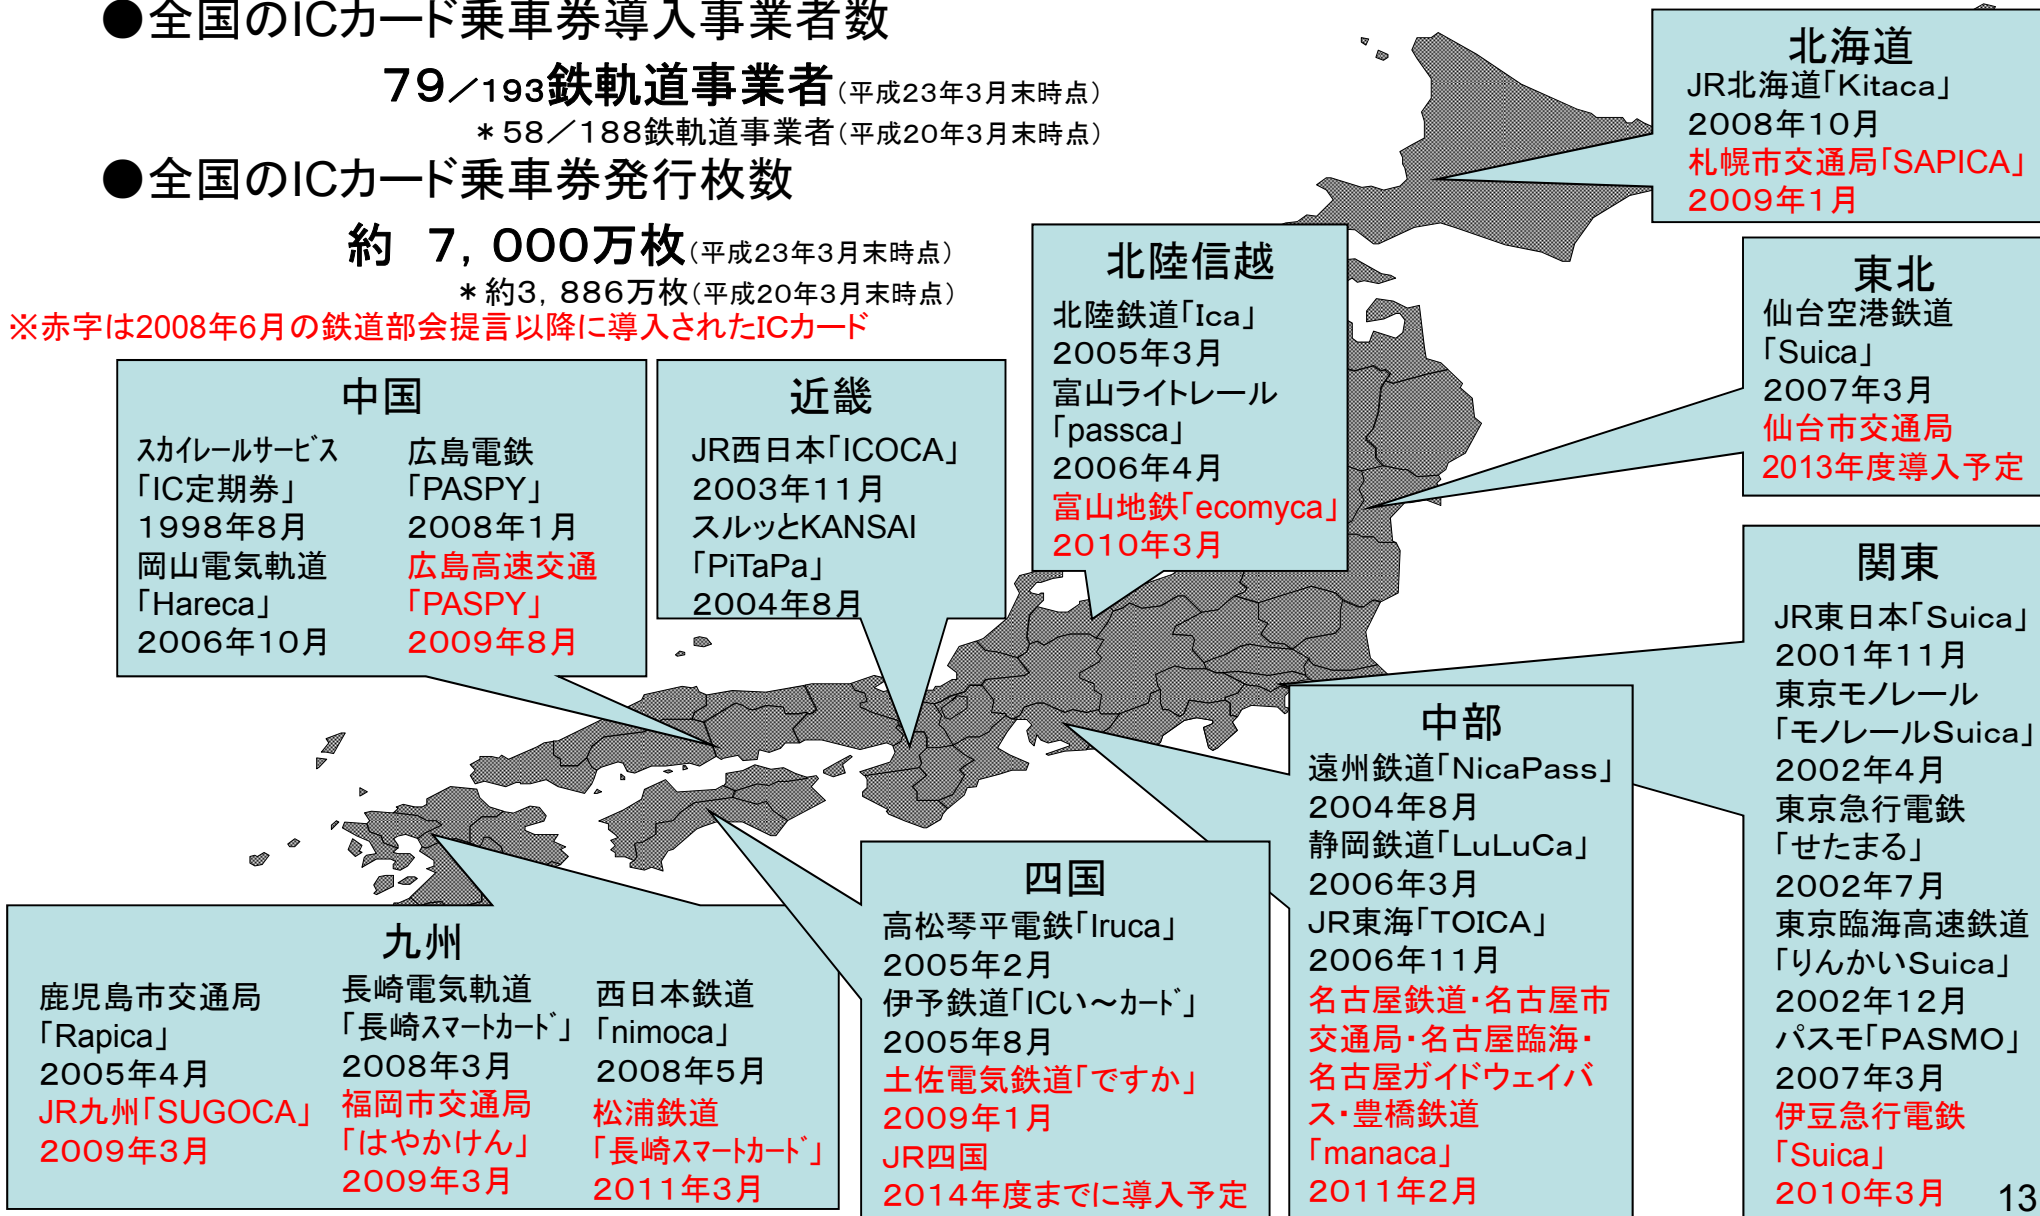 ●全国のICカード乗車券導入事業者数
79／193鉄軌道事業者（平成23年3月末時点）
＊58／188鉄軌道事業者（平成20年3月末時点）
●全国のICカード乗車券発行枚数
約　7，000万枚（平成23年3月末時点）
＊約3，886万枚（平成20年3月末時点）
※赤字は2008年6月の鉄道部会提言以降に導入されたICカード
北海道
JR北海道「Kitaca」
2008年10月
札幌市交通局「SAPICA」
2009年1月
東北
仙台空港鉄道
「Suica」
2007年3月
仙台市交通局
2013年度導入予定
北陸信越
北陸鉄道「Ica」
2005年3月
富山ライトレール
「passca」
2006年4月
富山地鉄「ecomyca」
2010年3月
中国
ｽｶｲﾚｰﾙｻｰﾋﾞｽ
「IC定期券」
1998年8月
岡山電気軌道
「Hareca」
2006年10月
広島電鉄
「PASPY」
2008年1月
広島高速交通
「PASPY」
2009年8月
近畿
JR西日本「ICOCA」
2003年11月
スルッとKANSAI
「PiTaPa」
2004年8月
関東
JR東日本「Suica」
2001年11月
東京モノレール
「モノレールSuica」
2002年4月
東京急行電鉄
「せたまる」
2002年7月
東京臨海高速鉄道
「りんかいSuica」
2002年12月
パスモ「PASMO」
2007年3月
伊豆急行電鉄
「Suica」
2010年3月
中部
遠州鉄道「NicaPass」
2004年8月
静岡鉄道「LuLuCa」
2006年3月
JR東海「TOICA」
2006年11月
名古屋鉄道・名古屋市
交通局・名古屋臨海・
名古屋ガイドウェイバ
ス・豊橋鉄道
「manaca」
2011年2月
四国
高松琴平電鉄「Iruca」
2005年2月
伊予鉄道「ICい～ｶｰﾄﾞ」
2005年8月
土佐電気鉄道「ですか」
2009年1月
JR四国
2014年度までに導入予定
九州
鹿児島市交通局
「Rapica」
2005年4月
JR九州「SUGOCA」
2009年3月
長崎電気軌道
「長崎ｽﾏｰﾄｶｰﾄﾞ」
2008年3月
福岡市交通局
「はやかけん」
2009年3月
西日本鉄道
「nimoca」
2008年5月
松浦鉄道
「長崎ｽﾏｰﾄｶｰﾄﾞ」
2011年3月
13